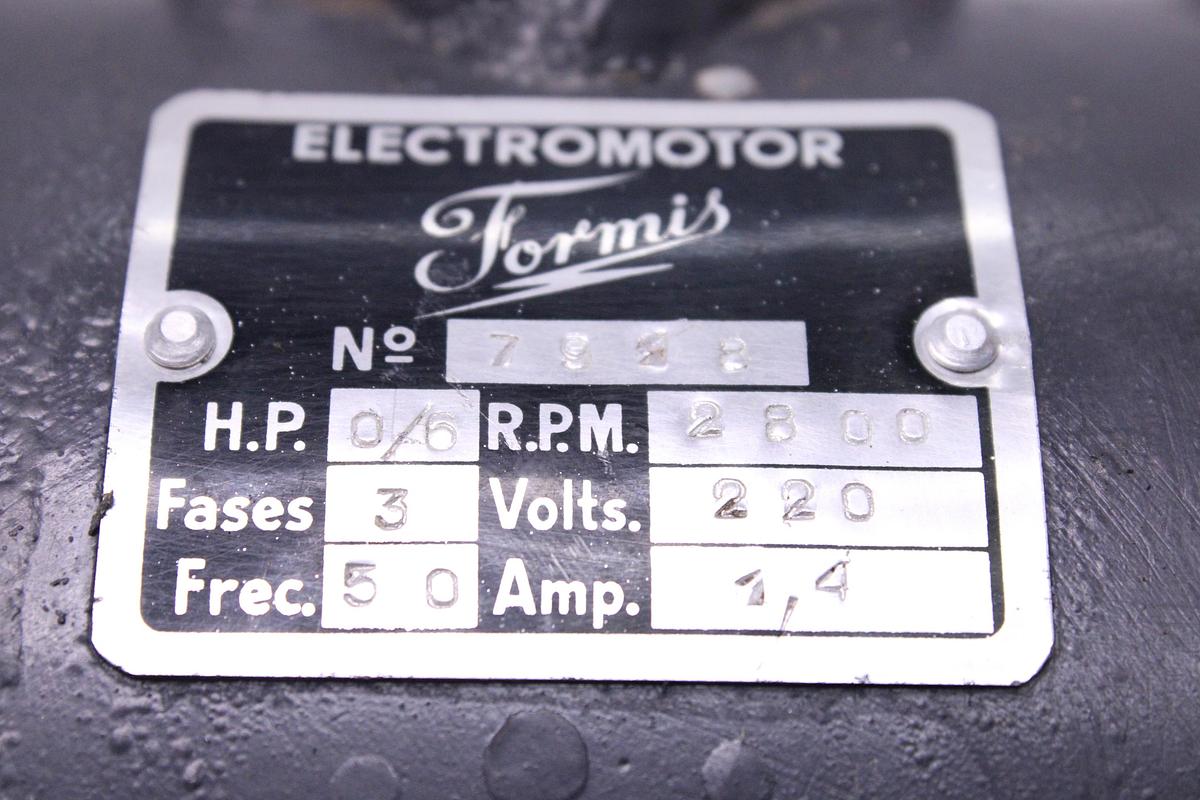 ELECTROMOTOR
Formis
Nº
H.P. 0/6 R.P.M. 2800
Fases 3 Volts. 220
Frec. 50 Amp. 1,4